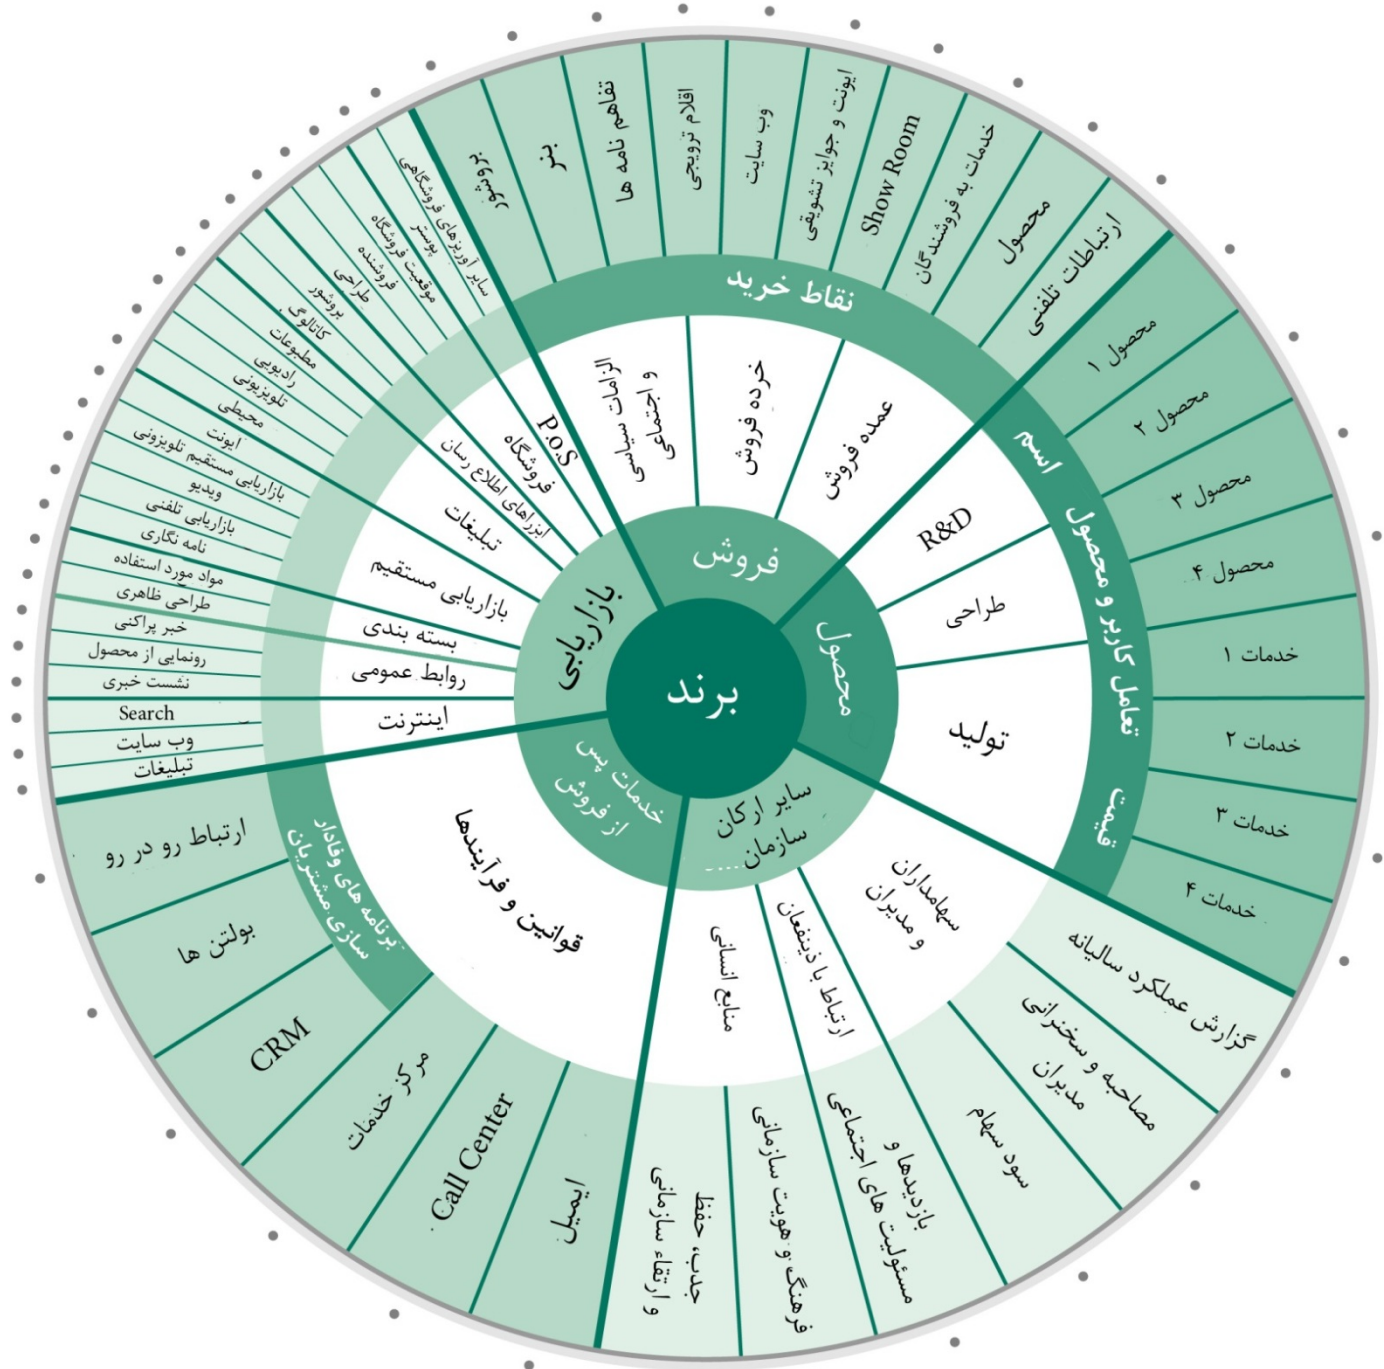 برند
فروش
محصول
سایر ارکان
سازمان.....
خدمات پس
از فروش
بازاریابی
نقاط خرید
الزامات سیاسی
و اجتماعی
خرده فروش
عمده فروش
بروشور
بنر
تفاهم نامه ها
اقلام ترویجی
وب سایت
ایونت و جوایز تشویقی
Show Room
خدمات به فروشندگان
محصول
ارتباطات تلفنی
اسم
تعامل کاربر و محصول
قیمت
R&D
طراحی
تولید
محصول ۱
محصول ۲
محصول ۳
محصول ۴
خدمات ۱
خدمات ۲
خدمات ۳
خدمات ۴
سهامداران
و مدیران
ارتباط با ذینفعان
منابع انسانی
گزارش عملکرد سالیانه
مصاحبه و سخنرانی
مدیران
سود سهام
بازدیدها و
مسئولیت های اجتماعی
فرهنگ و هویت سازمانی
جذب، حفظ
و ارتقاء سازمانی
قوانین و فرآیندها
برنامه های وفادار
سازی مشتریان
ایمیل
Call Center
مرکز خدمات
CRM
بولتن ها
ارتباط رو در رو
اینترنت
روابط عمومی
بسته بندی
بازاریابی مستقیم
تبلیغات
ابزراهای اطلاع رسان
فروشگاه
P.o.S
تبلیغات
وب سایت
Search
نشست خبری
رونمایی از محصول
خبر پراکنی
طراحی ظاهری
مواد مورد استفاده
نامه نگاری
بازاریابی تلفنی
ویدیو
بازاریابی مستقیم تلویزونی
ایونت
محیطی
تلویزیونی
رادیویی
مطبوعات
کاتالوگ
بروشور
طراحی
فروشنده
موقعیت فروشگاه
پوستر
سایر آوریزهای فروشگاهی